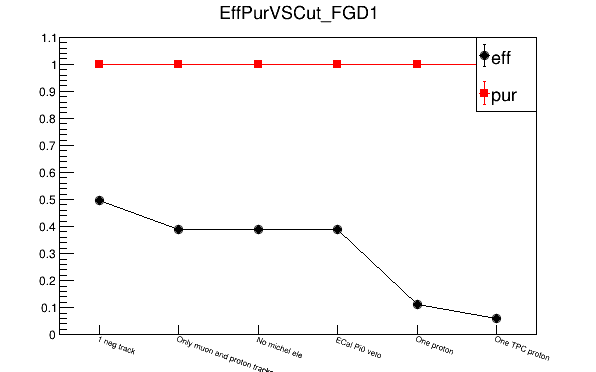 EffPurVSCut_FGD1
1.1
1
0.9
0.8
0.7
0.6
0.5
0.4
0.3
0.2
0.1
0
eff
pur
1 neg track
Only muon and proton tracks
No michel ele
ECal Pi0 veto
One proton
One TPC proton